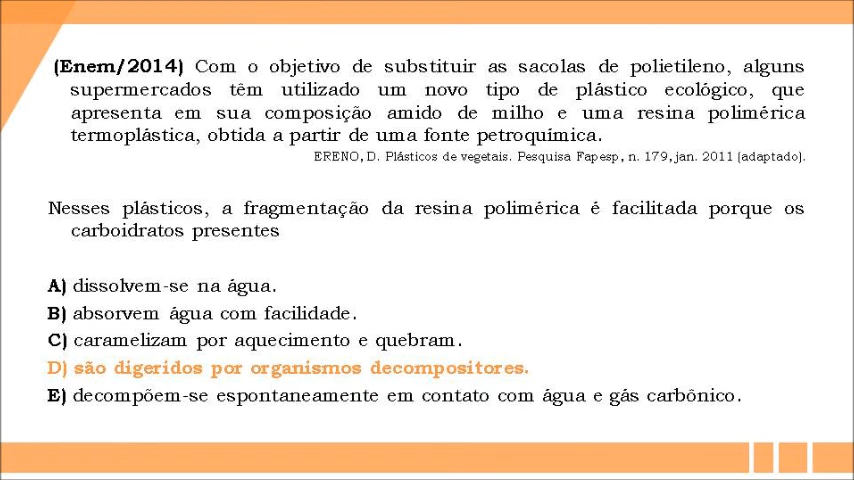 (Enem/2014) Com o objetivo de substituir as sacolas de polietileno, alguns
supermercados têm utilizado um novo tipo de plástico ecológico, que
apresenta em sua composição amido de milho e uma resina polimérica
termoplástica, obtida a partir de uma fonte petroquímica.
ERENO, D. Plásticos de vegetais. Pesquisa Fapesp, n. 179, jan. 2011 (adaptado).
Nesses plásticos, a fragmentação da resina polimérica é facilitada porque os
carboidratos presentes
A) dissolvem-se na água.
B) absorvem água com facilidade.
C) caramelizam por aquecimento e quebram.
D) são digeridos por organismos decompositores.
E) decompõem-se espontaneamente em contato com água e gás carbônico.